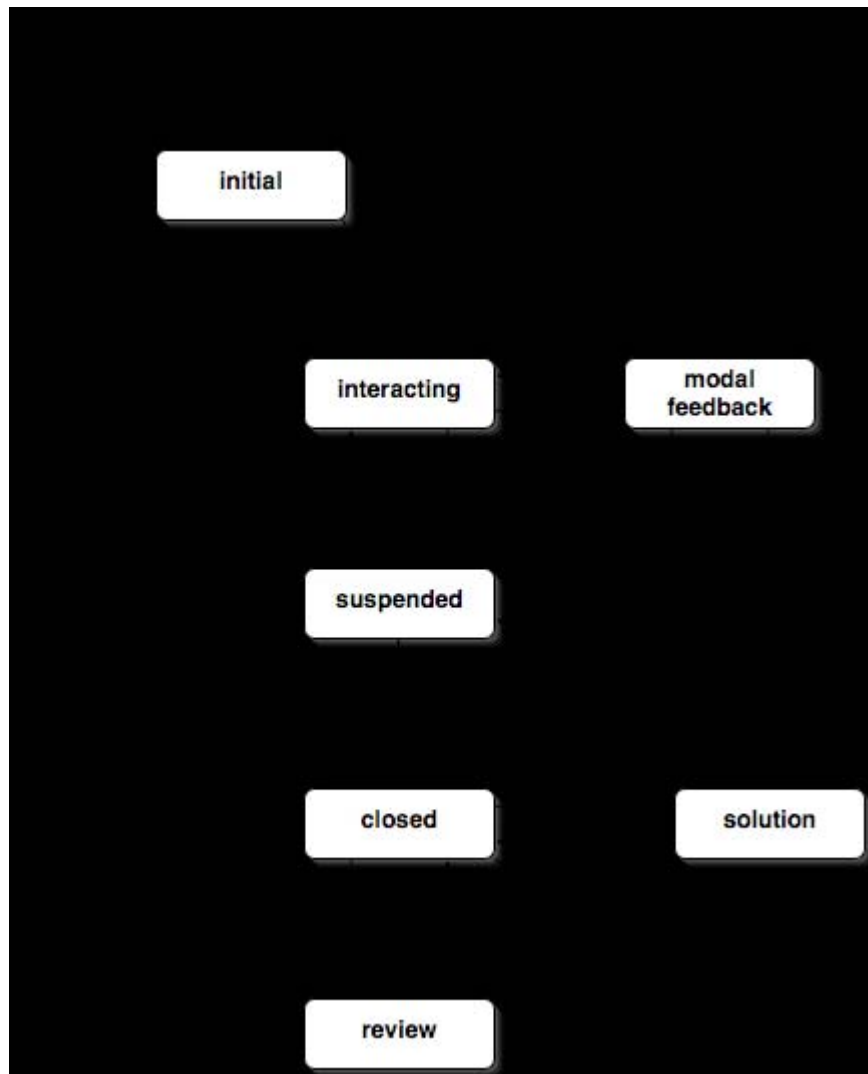 initial
interacting
modal
feedback
suspended
closed
solution
review